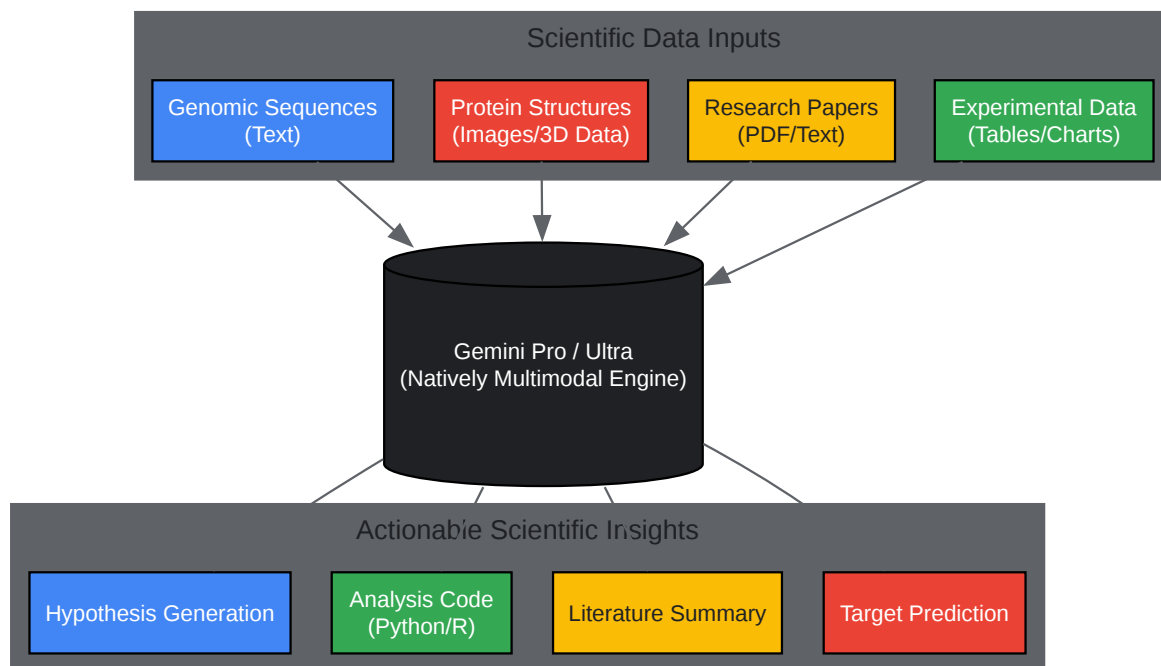 Scientific Data Inputs
Genomic Sequences
(Text)
Protein Structures
(Images/3D Data)
Research Papers
(PDF/Text)
Experimental Data
(Tables/Charts)
Gemini Pro / Ultra
(Natively Multimodal Engine)
Actionable Scientific Insights
Hypothesis Generation
Analysis Code
(Python/R)
Literature Summary
Target Prediction